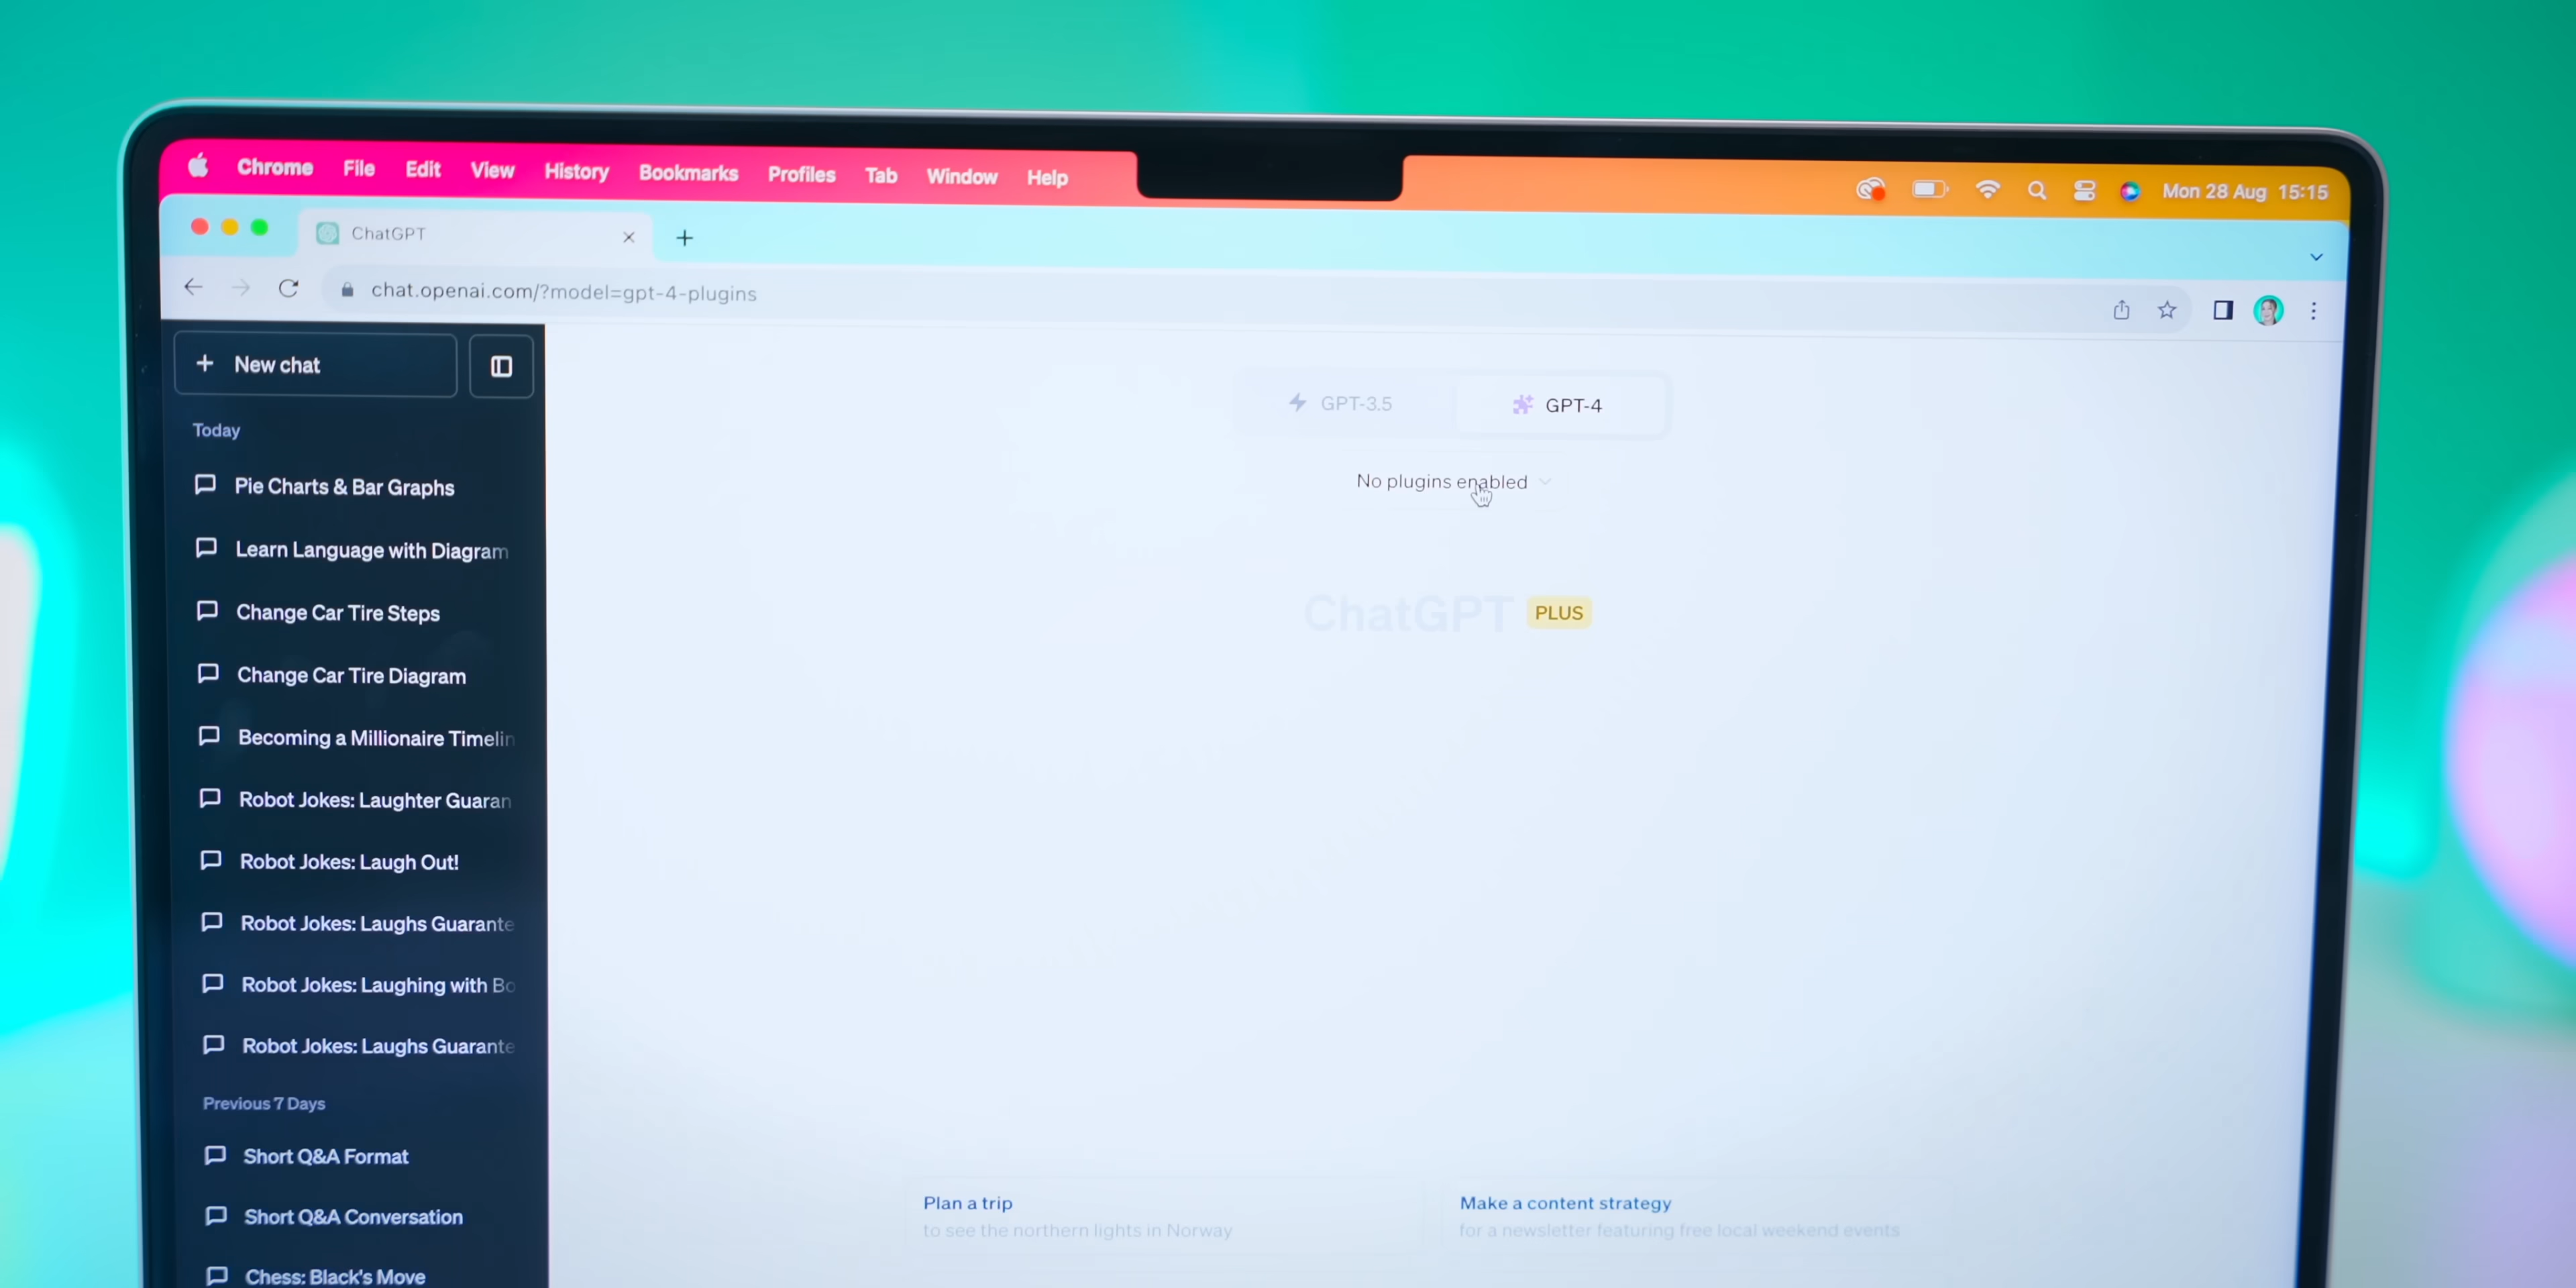 Chrome File Edit View History Bookmarks Profiles Tab Window Help
Mon 28 Aug 15:15
ChatGPT
chat.openai.com/?model=gpt-4-plugins
New chat
Today
Pie Charts & Bar Graphs
Learn Language with Diagram
Change Car Tire Steps
Change Car Tire Diagram
Becoming a Millionaire Timelin
Robot Jokes: Laughter Guaran
Robot Jokes: Laugh Out!
Robot Jokes: Laughs Guarante
Robot Jokes: Laughing with Bo
Robot Jokes: Laughs Guarante
Previous 7 Days
Short Q&A Format
Short Q&A Conversation
Chess: Black's Move
GPT-3.5 GPT-4
No plugins enabled
ChatGPT PLUS
Plan a trip
to see the northern lights in Norway
Make a content strategy
for a newsletter featuring free local weekend events